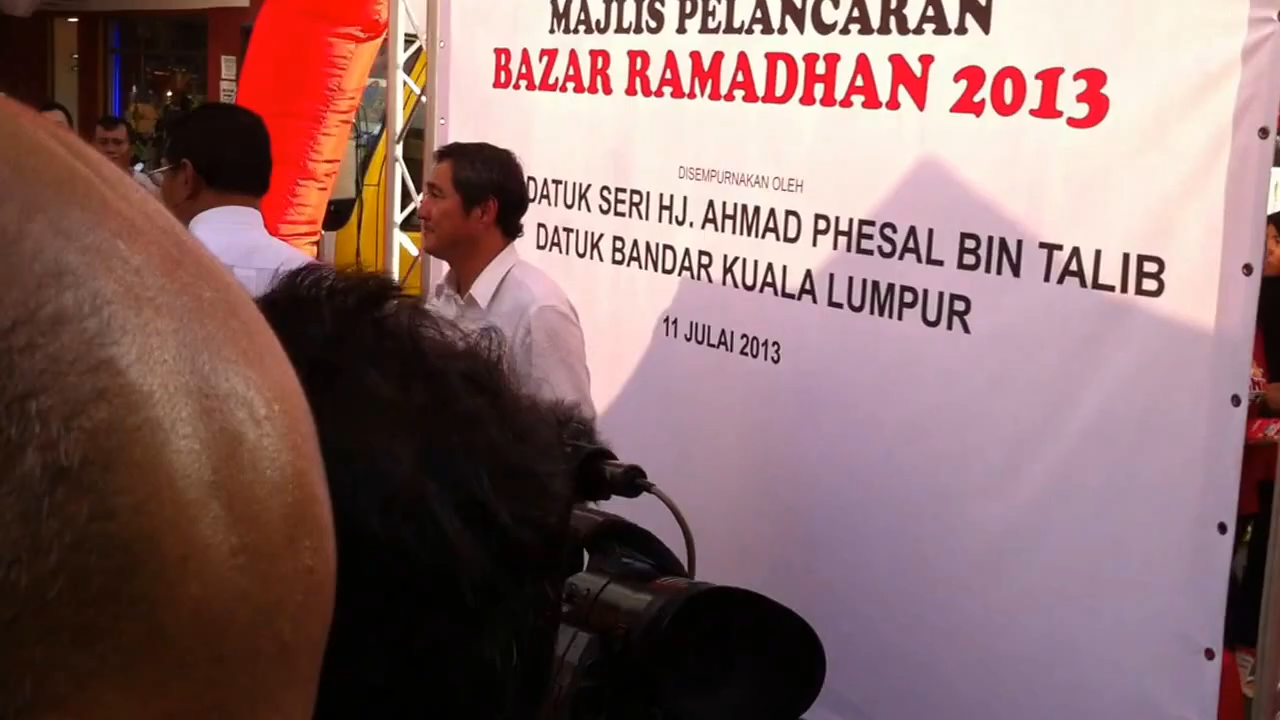 MAJLIS PELANCARAN
BAZAR RAMADHAN 2013
DISEMPURNAKAN OLEH
DATUK SERI HJ. AHMAD PHESAL BIN TALIB
DATUK BANDAR KUALA LUMPUR
11 JULAI 2013